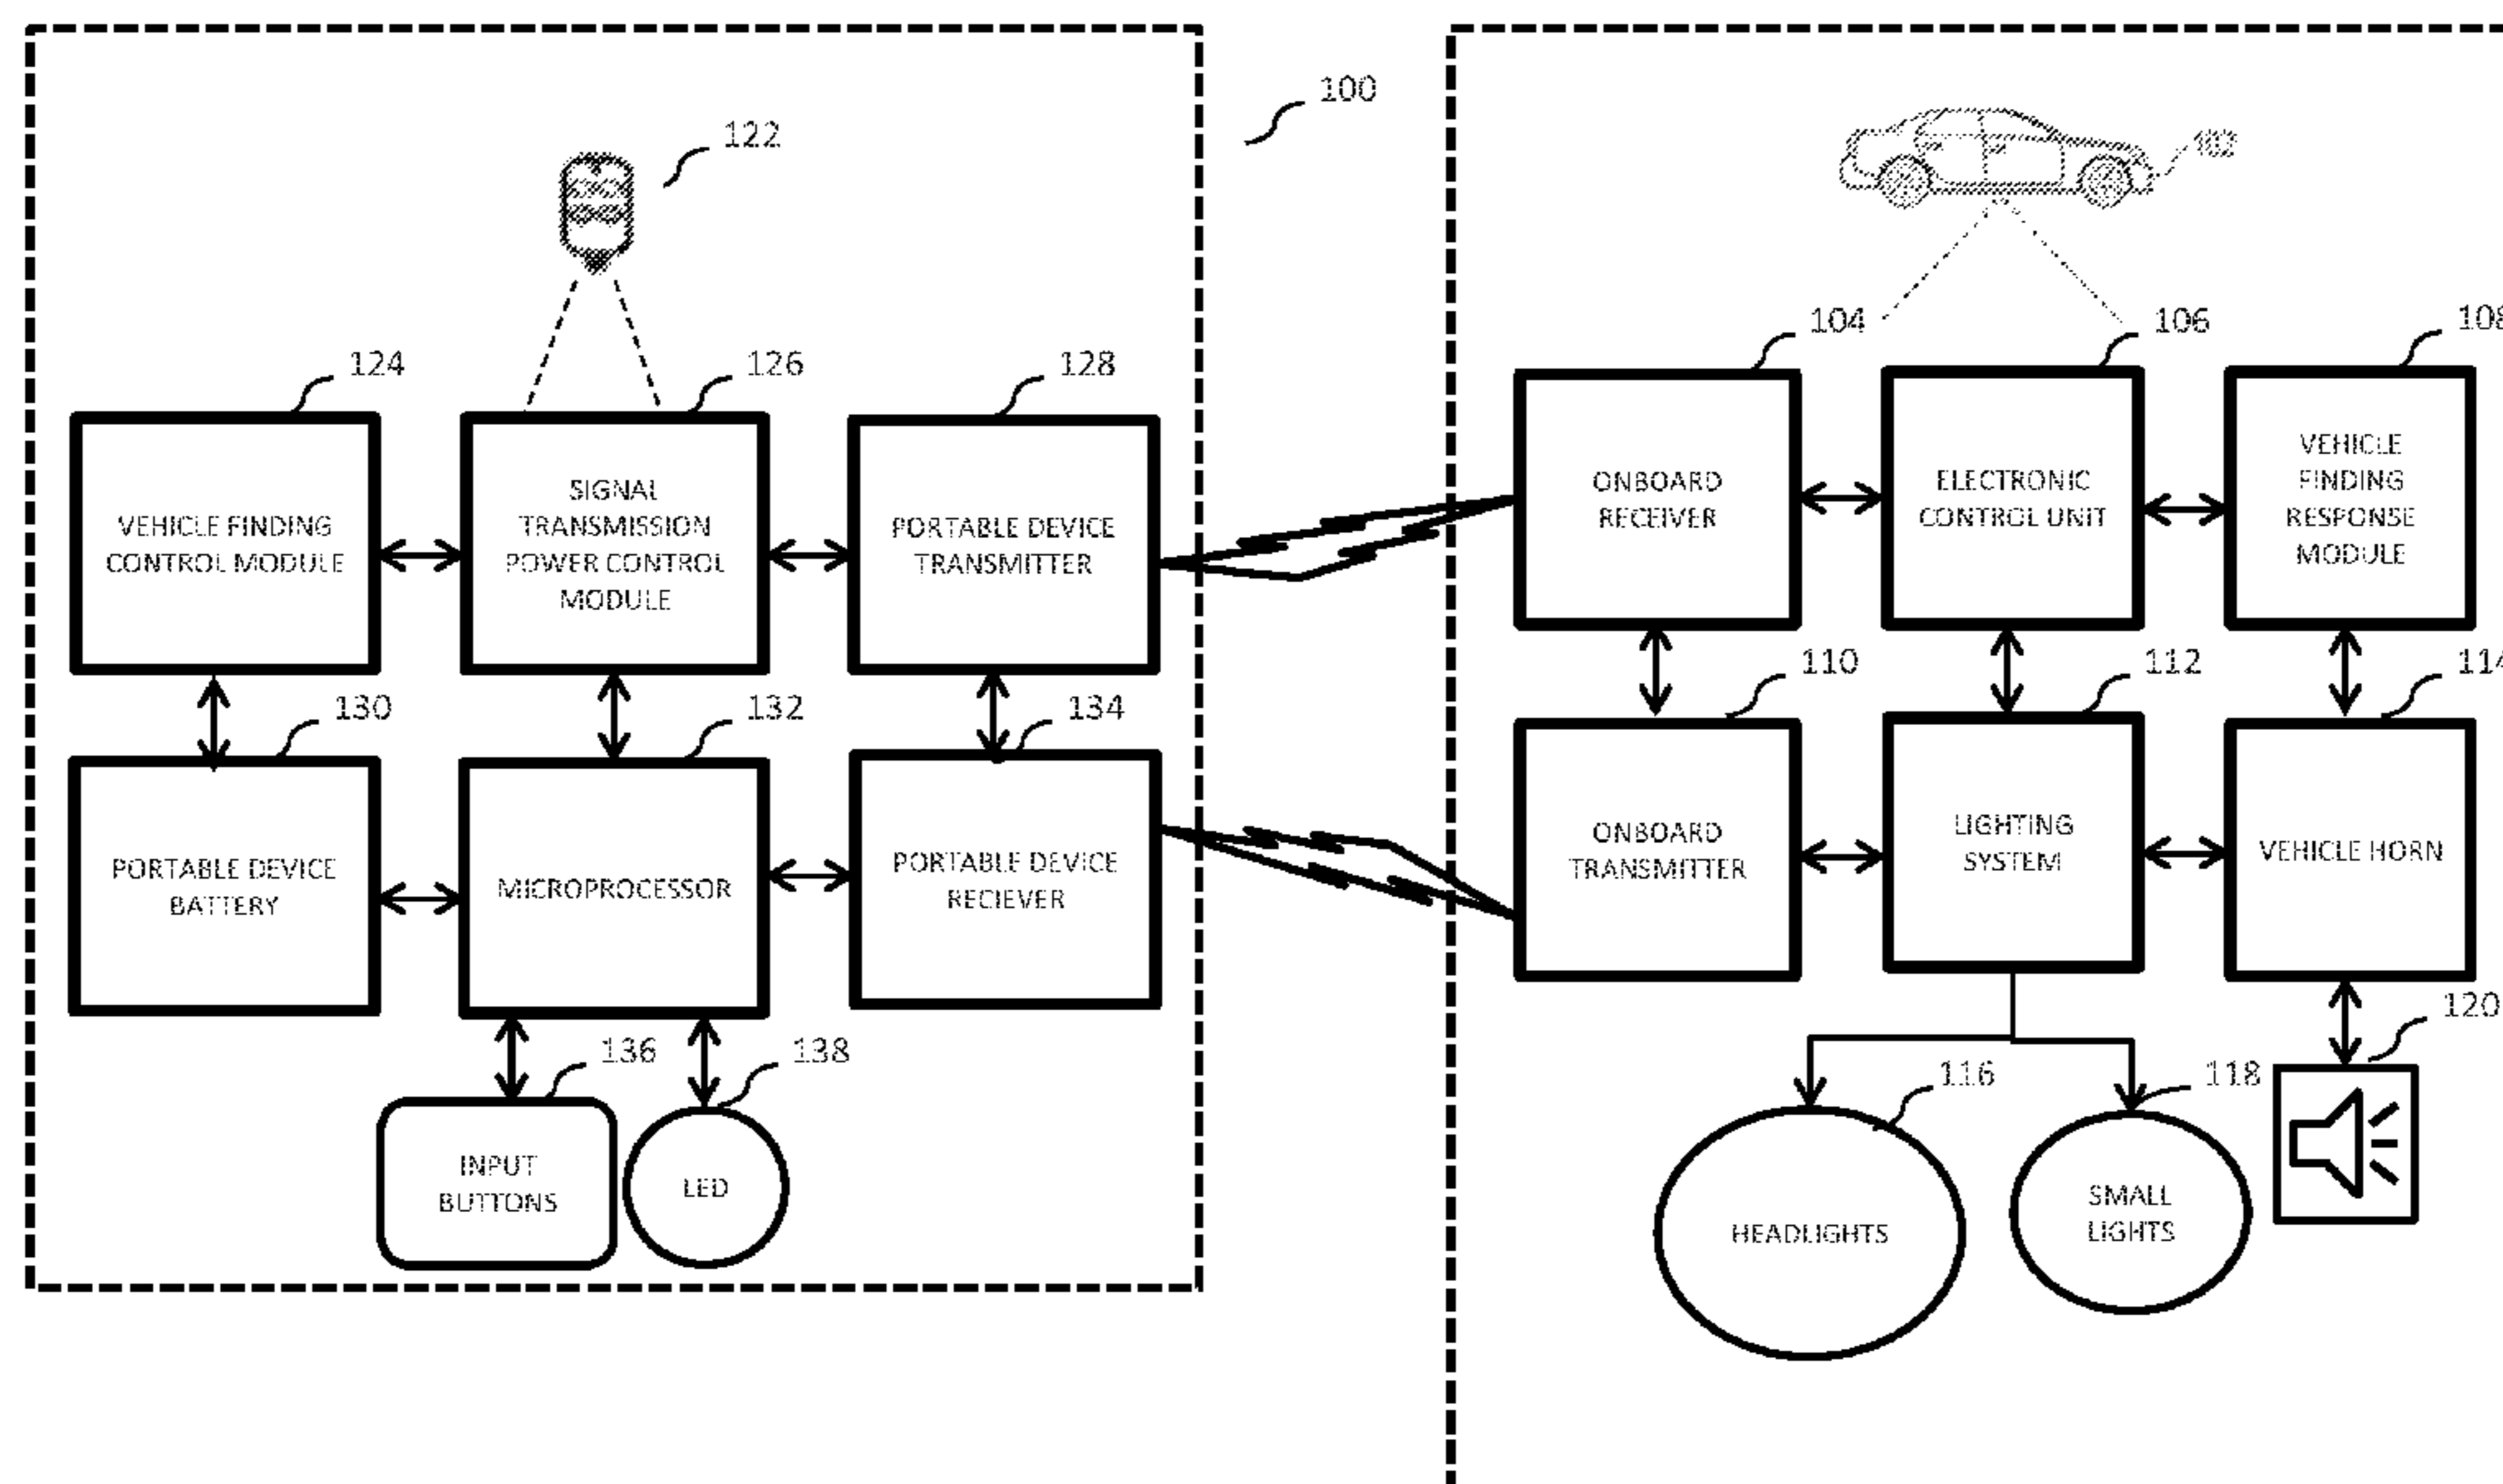 100
122
102
124
126
128
104
106
108
VEHICLE FINDING
CONTROL MODULE
SIGNAL
TRANSMISSION
POWER CONTROL
MODULE
PORTABLE DEVICE
TRANSMITTER
ONBOARD
RECEIVER
ELECTRONIC
CONTROL UNIT
VEHICLE
FINDING
RESPONSE
MODULE
130
132
134
110
112
114
PORTABLE DEVICE
BATTERY
MICROPROCESSOR
PORTABLE DEVICE
RECIEVER
ONBOARD
TRANSMITTER
LIGHTING
SYSTEM
VEHICLE HORN
136
138
116
118
120
INPUT
BUTTONS
LED
HEADLIGHTS
SMALL
LIGHTS